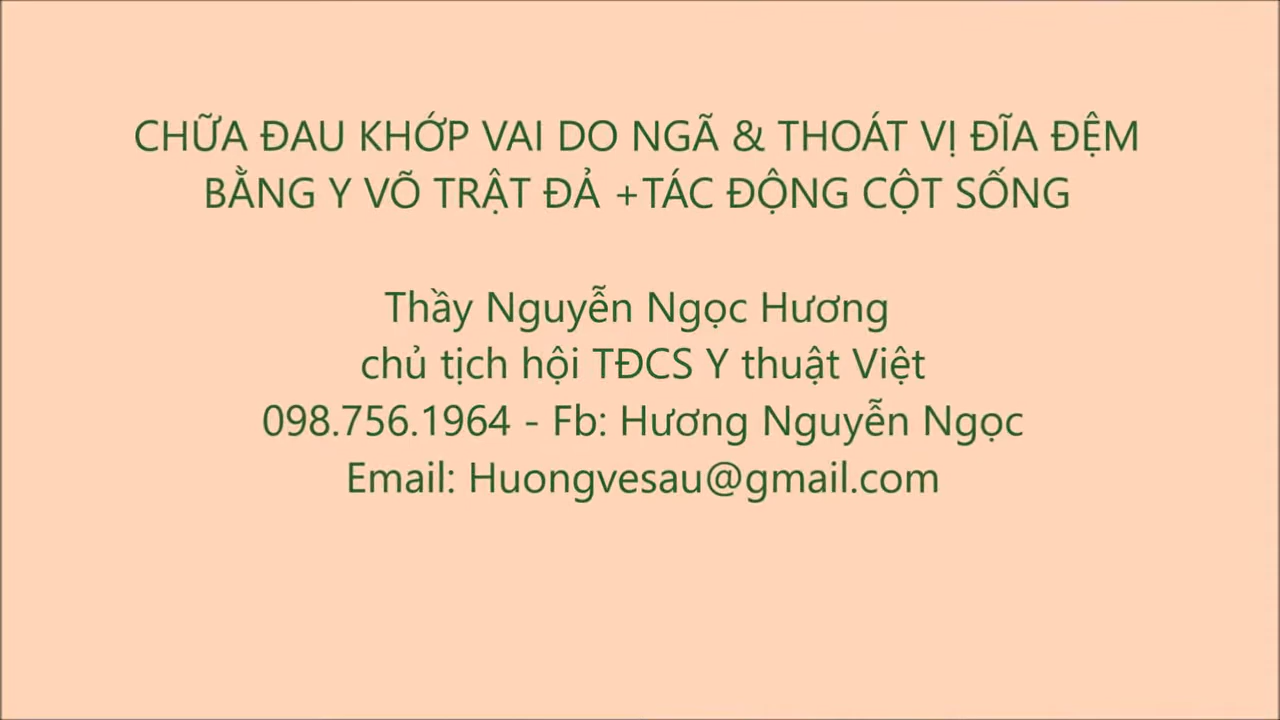 CHỮA ĐAU KHỚP VAI DO NGÃ & THOÁT VỊ ĐĨA ĐỆM
BẰNG Y VÕ TRẬT ĐẢ +TÁC ĐỘNG CỘT SỐNG
Thầy Nguyễn Ngọc Hương
chủ tịch hội TĐCS Y thuật Việt
098.756.1964 - Fb: Hương Nguyễn Ngọc
Email: Huongvesau@gmail.com